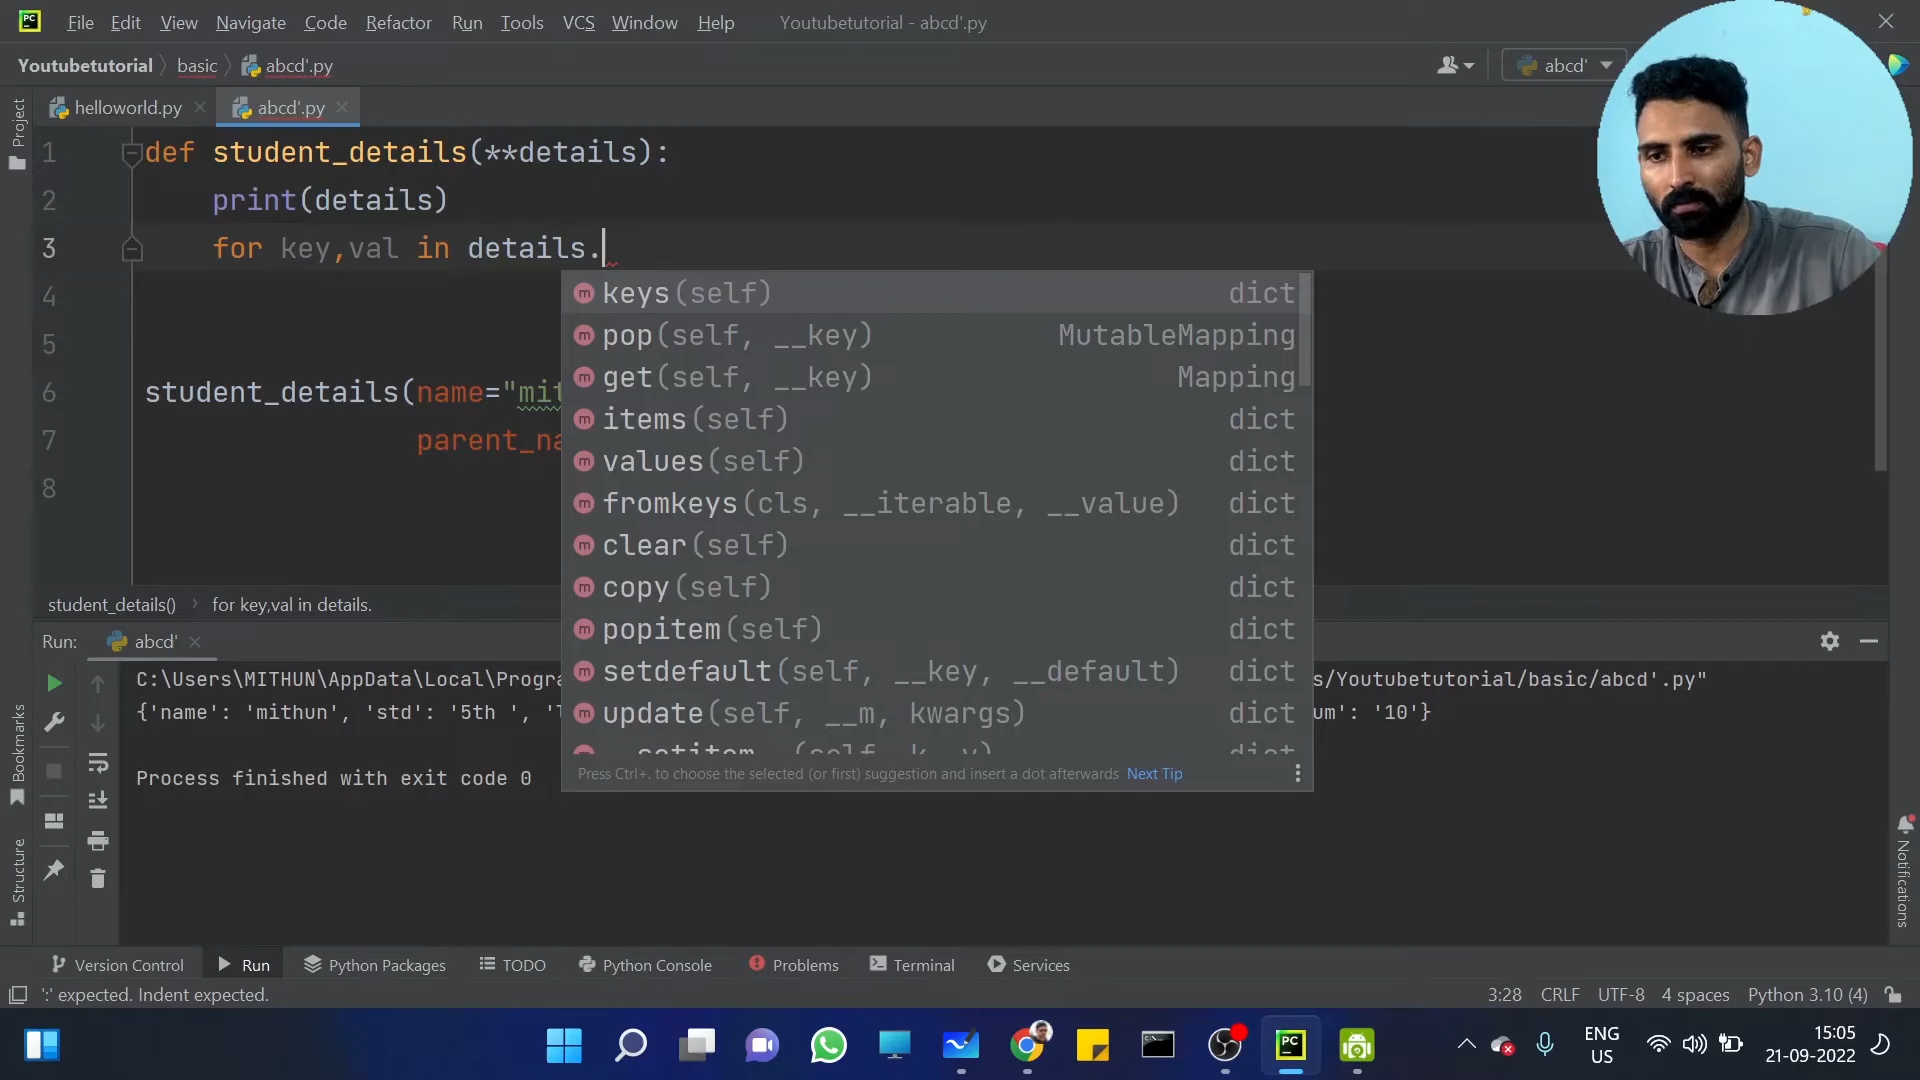 File Edit View Navigate Code Refactor Run Tools VCS Window Help Youtubetutorial - abcd'.py
Youtubetutorial basic abcd'.py abcd'
helloworld.py abcd'.py
Project
1 def student_details(**details):
2 print(details)
3 for key,val in details.
4
5
6 student_details(name="mit
7 parent_na
8
keys(self) dict
pop(self, __key) MutableMapping
get(self, __key) Mapping
items(self) dict
values(self) dict
fromkeys(cls, __iterable, __value) dict
clear(self) dict
copy(self) dict
popitem(self) dict
setdefault(self, __key, __default) dict
update(self, __m, kwargs) dict
Press Ctrl+. to choose the selected (or first) suggestion and insert a dot afterwards Next Tip
student_details() for key,val in details.
Run: abcd'
C:\Users\MITHUN\AppData\Local\Progra s/Youtubetutorial/basic/abcd'.py"
{'name': 'mithun', 'std': '5th ', ' um': '10'}
Process finished with exit code 0
Bookmarks
Structure
Notifications
Version Control Run Python Packages TODO Python Console Problems Terminal Services
':' expected. Indent expected. 3:28 CRLF UTF-8 4 spaces Python 3.10 (4)
ENG
US
15:05
21-09-2022